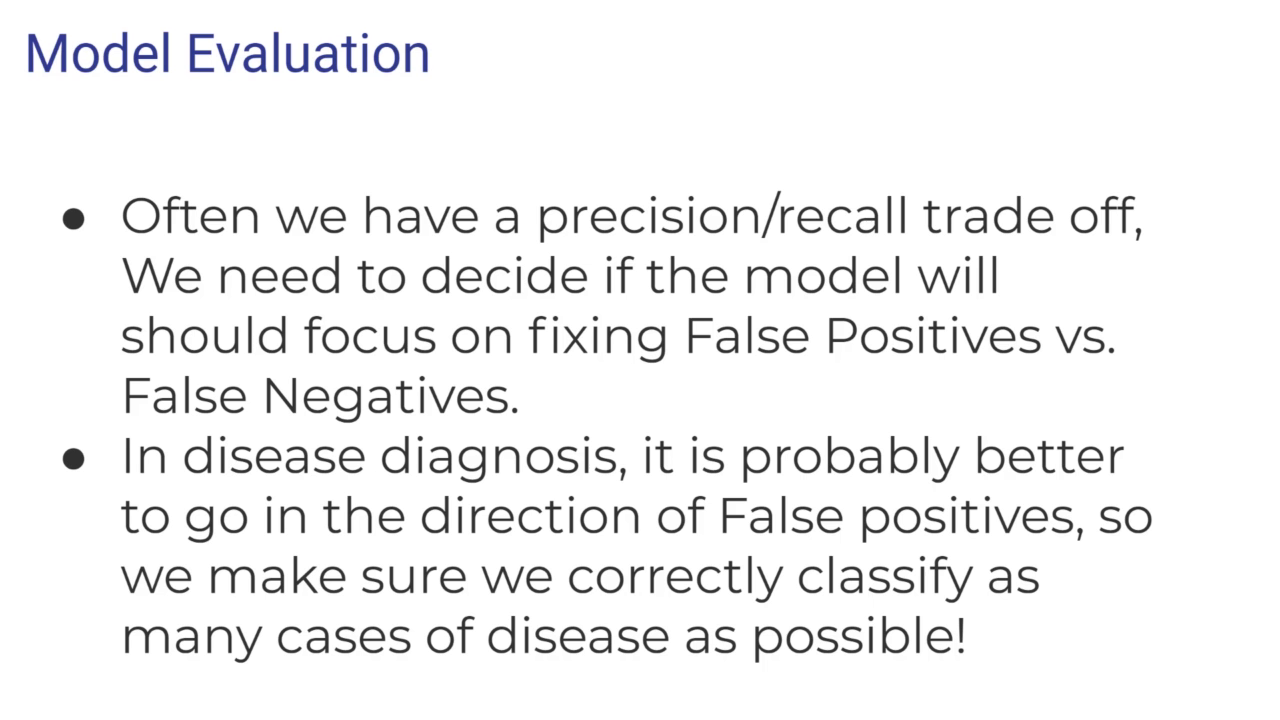 Model Evaluation
● Often we have a precision/recall trade off,
We need to decide if the model will
should focus on fixing False Positives vs.
False Negatives.
● In disease diagnosis, it is probably better
to go in the direction of False positives, so
we make sure we correctly classify as
many cases of disease as possible!